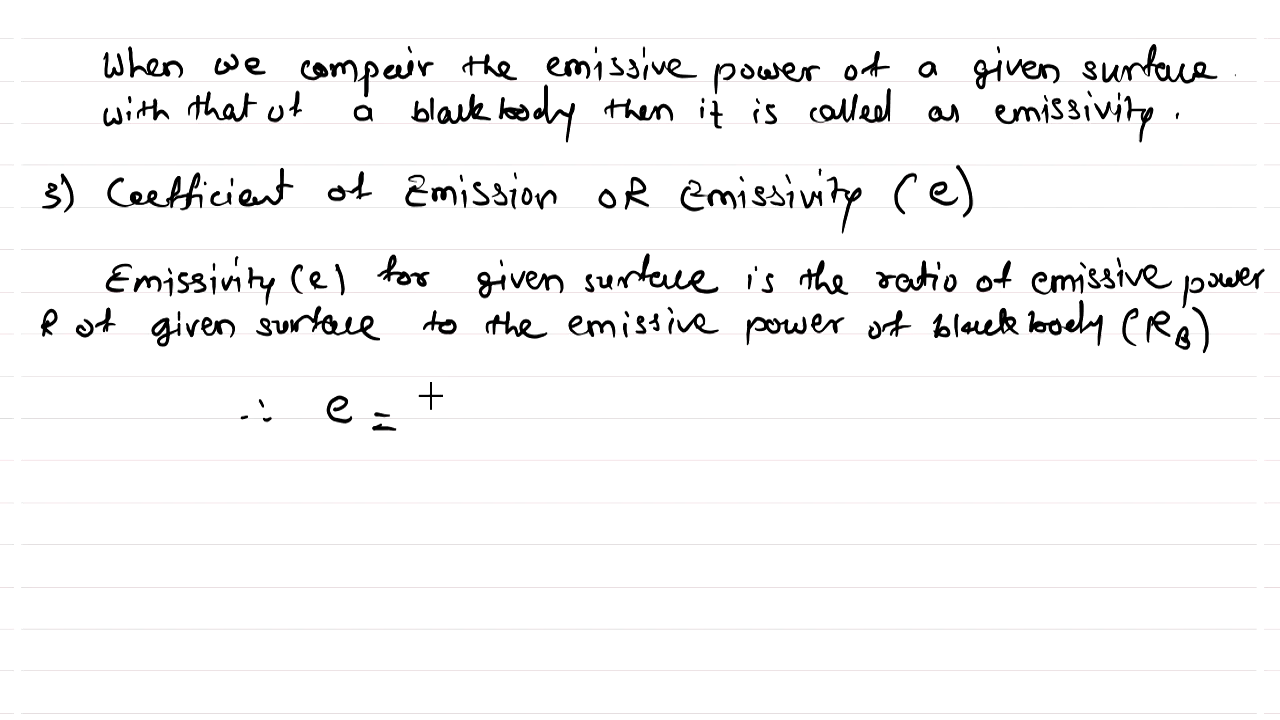 When we compair the emissive power of a given surface
with that of a black body then it is called as emissivity.
3) Coefficient of Emission OR Emissivity (e)
Emissivity (e) for given surface is the ratio of emissive power
R of given surface to the emissive power of black body (R_B)
∴ e =